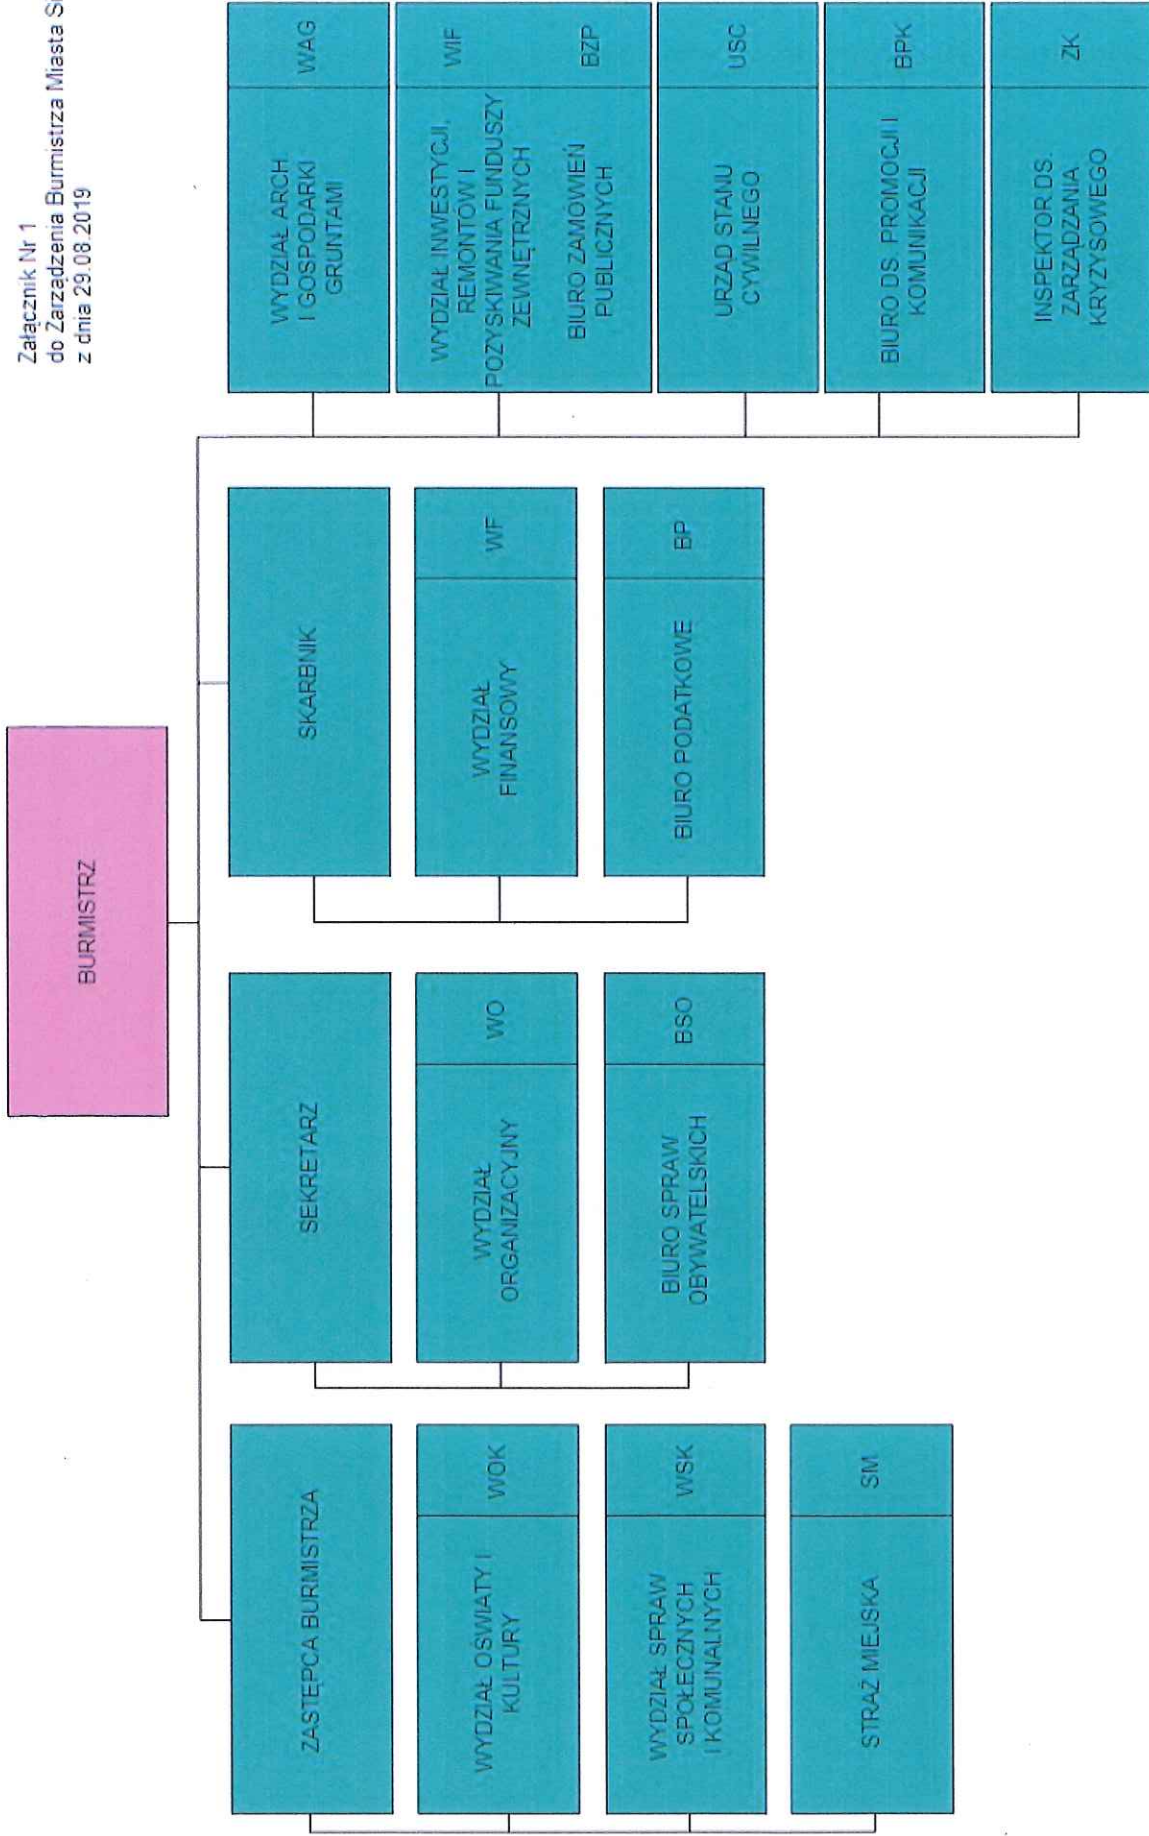 Załącznik Nr 1
do Zarządzenia Burmistrza Miasta
z dnia 29.08.2019
BURMISTRZ
ZASTĘPCA BURMISTRZA
WYDZIAŁ OŚWIATY I
KULTURY
WOK
WYDZIAŁ SPRAW
SPOŁECZNYCH
I KOMUNALNYCH
WSK
STRAŻ MIEJSKA
SM
SEKRETARZ
WYDZIAŁ
ORGANIZACYJNY
WO
BIURO SPRAW
OBYWATELSKICH
BSO
SKARBNIK
WYDZIAŁ
FINANSOWY
WF
BIURO PODATKOWE
BP
WYDZIAŁ ARCH
I GOSPODARKI
GRUNTAMI
WAG
WYDZIAŁ INWESTYCJI,
REMONTÓW I
POZYSKIWANIA FUNDUSZY
ZEWNĘTRZNYCH
WIF
BIURO ZAMÓWIEŃ
PUBLICZNYCH
BZP
URZĄD STANU
CYWILNEGO
USC
BIURO DS. PROMOCJI I
KOMUNIKACJI
BPK
INSPEKTOR DS.
ZARZĄDZANIA
KRYZYSOWEGO
ZK